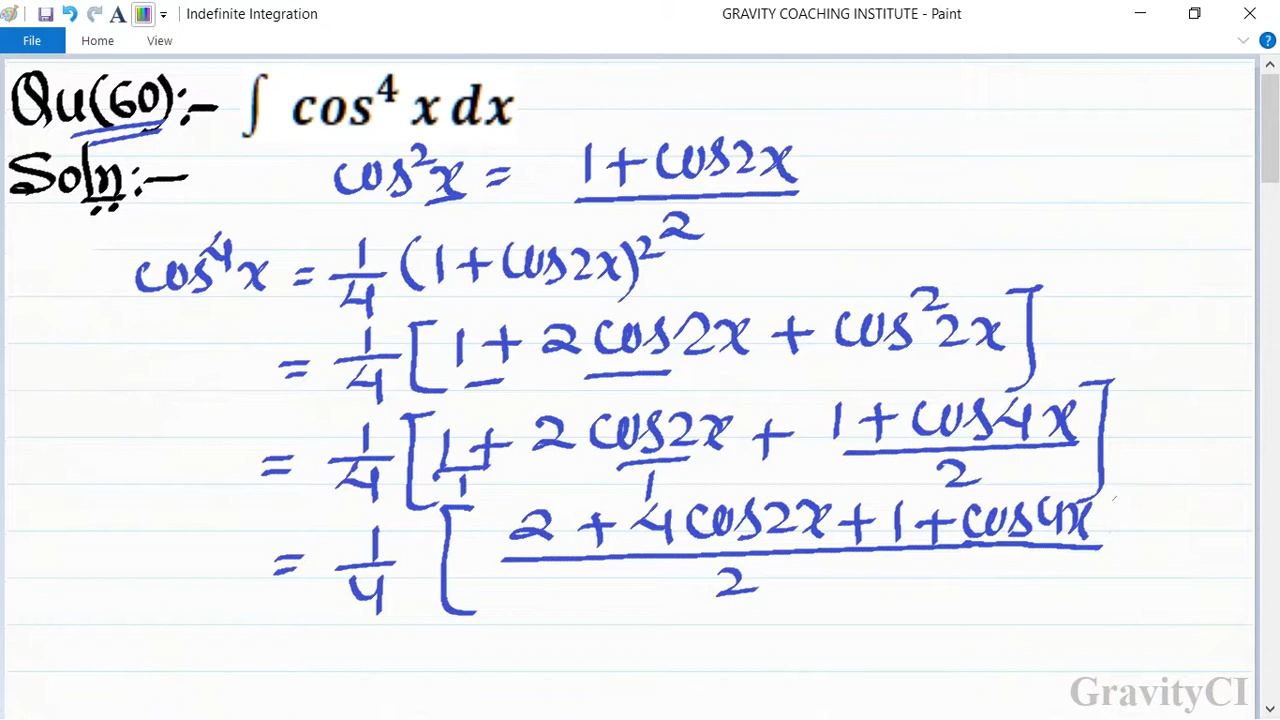 Indefinite Integration
GRAVITY COACHING INSTITUTE - Paint
File Home View
Qu(60):- ∫ cos⁴ x dx
Soln:- cos²x = (1+cos2x)/2
cos⁴x = 1/4 (1+cos2x)²
= 1/4 [1 + 2cos2x + cos²2x]
= 1/4 [1/1 + 2cos2x/1 + (1+cos4x)/2]
= 1/4 [(2 + 4cos2x + 1 + cos4x)/2
GravityCI